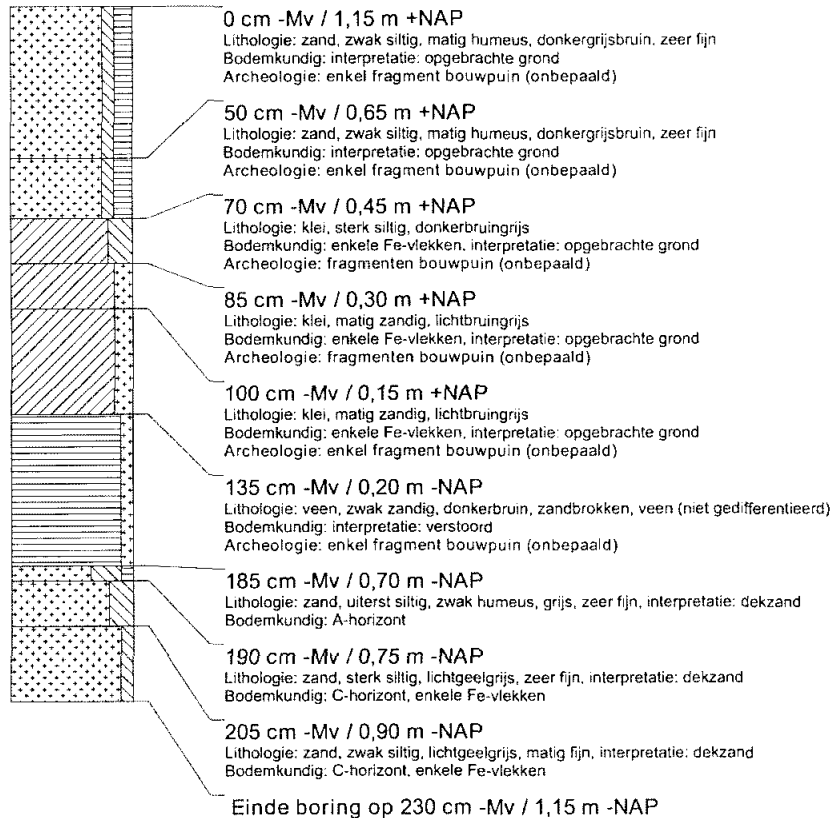 0 cm -Mv / 1,15 m +NAP
Lithologie: zand, zwak siltig, matig humeus, donkergrijsbruin, zeer fijn
Bodemkundig: interpretatie: opgebrachte grond
Archeologie: enkel fragment bouwpuin (onbepaald)
50 cm -Mv / 0,65 m +NAP
Lithologie: zand, zwak siltig, matig humeus, donkergrijsbruin, zeer fijn
Bodemkundig: interpretatie: opgebrachte grond
Archeologie: enkel fragment bouwpuin (onbepaald)
70 cm -Mv / 0,45 m +NAP
Lithologie: klei, sterk siltig, donkerbruingrijs
Bodemkundig: enkele Fe-vlekken, interpretatie: opgebrachte grond
Archeologie: fragmenten bouwpuin (onbepaald)
85 cm -Mv / 0,30 m +NAP
Lithologie: klei, matig zandig, lichtbruingrijs
Bodemkundig: enkele Fe-vlekken, interpretatie: opgebrachte grond
Archeologie: fragmenten bouwpuin (onbepaald)
100 cm -Mv / 0,15 m +NAP
Lithologie: klei, matig zandig, lichtbruingrijs
Bodemkundig: enkele Fe-vlekken, interpretatie: opgebrachte grond
Archeologie: enkel fragment bouwpuin (onbepaald)
135 cm -Mv / 0,20 m -NAP
Lithologie: veen, zwak zandig, donkerbruin, zandbrokken, veen (niet gedifferentieerd)
Bodemkundig: interpretatie: verstoord
Archeologie: enkel fragment bouwpuin (onbepaald)
185 cm -Mv / 0,70 m -NAP
Lithologie: zand, uiterst siltig, zwak humeus, grijs, zeer fijn, interpretatie: dekzand
Bodemkundig: A-horizont
190 cm -Mv / 0,75 m -NAP
Lithologie: zand, sterk siltig, lichtgeelgrijs, zeer fijn, interpretatie: dekzand
Bodemkundig: C-horizont, enkele Fe-vlekken
205 cm -Mv / 0,90 m -NAP
Lithologie: zand, zwak siltig, lichtgeelgrijs, matig fijn, interpretatie: dekzand
Bodemkundig: C-horizont, enkele Fe-vlekken
Einde boring op 230 cm -Mv / 1,15 m -NAP